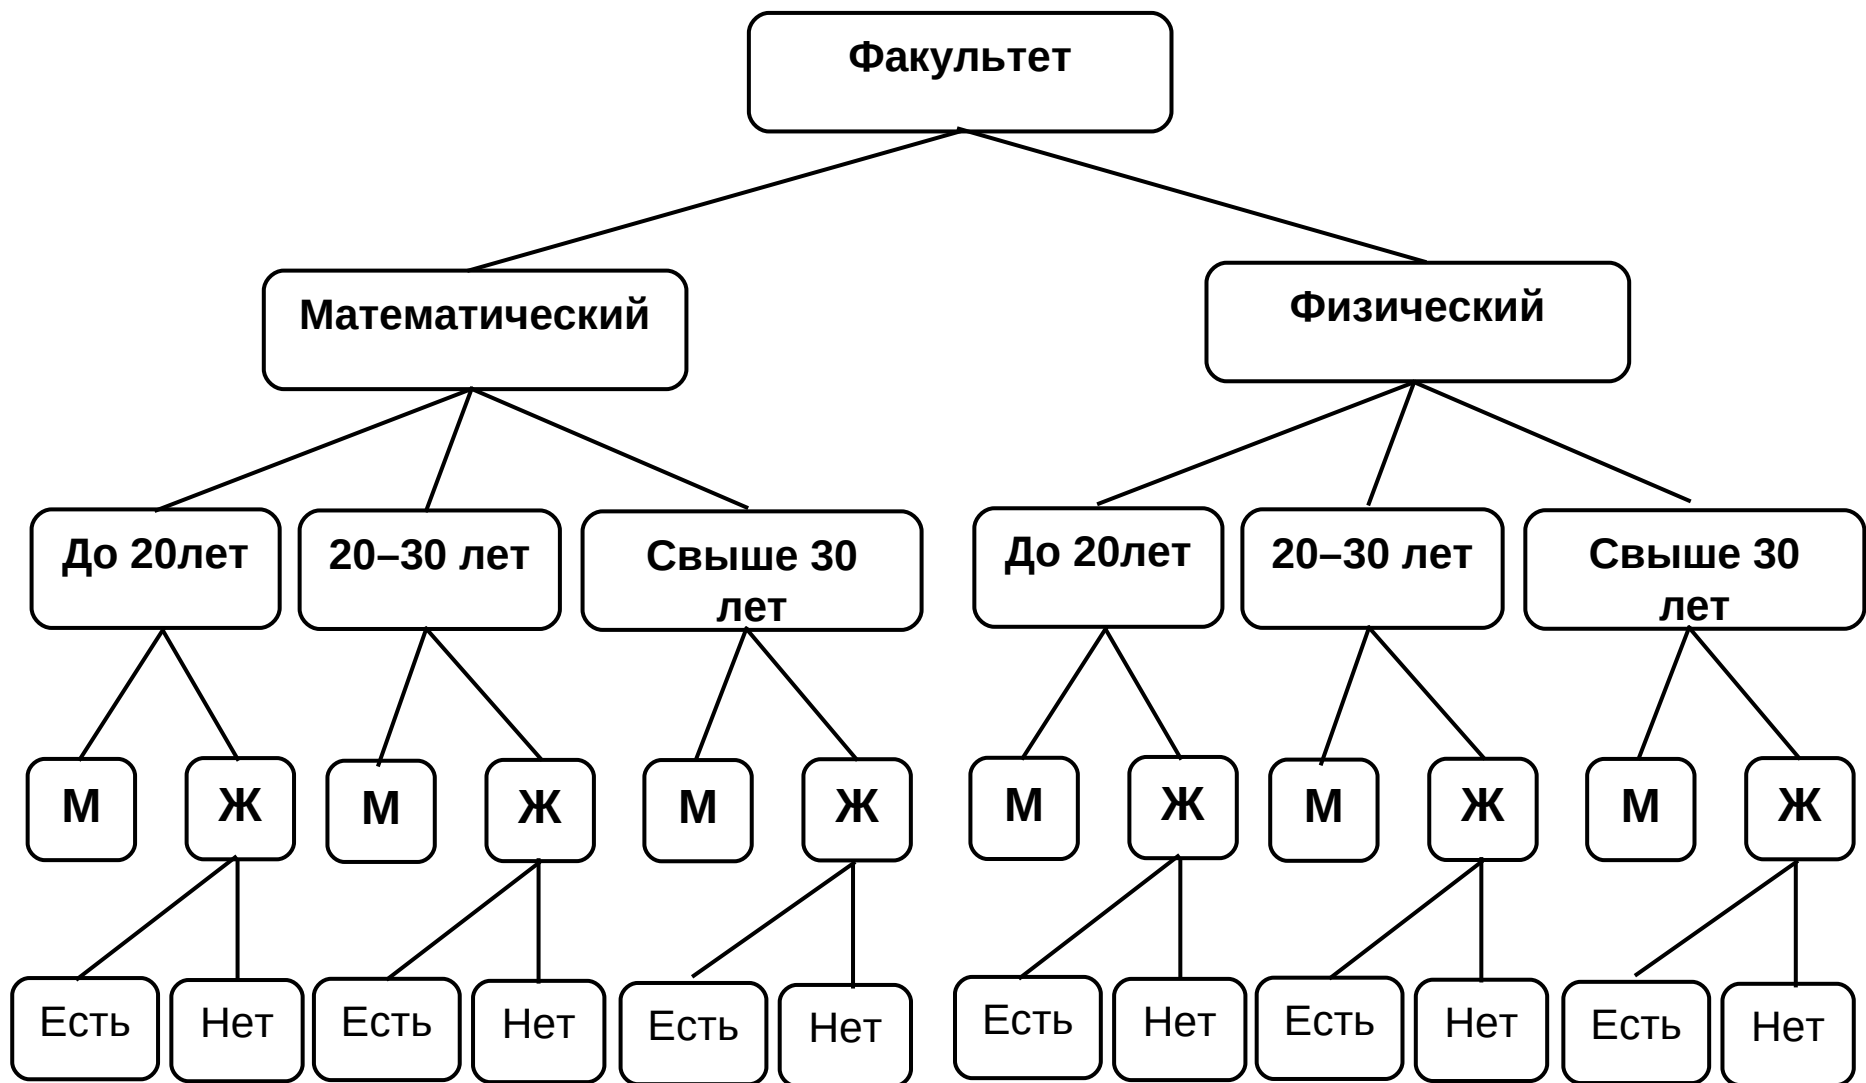 Факультет
Математический
Физический
До 20лет
20–30 лет
Свыше 30
лет
До 20лет
20–30 лет
Свыше 30
лет
М
Ж
М
Ж
М
Ж
М
Ж
М
Ж
М
Ж
Есть
Нет
Есть
Нет
Есть
Нет
Есть
Нет
Есть
Нет
Есть
Нет